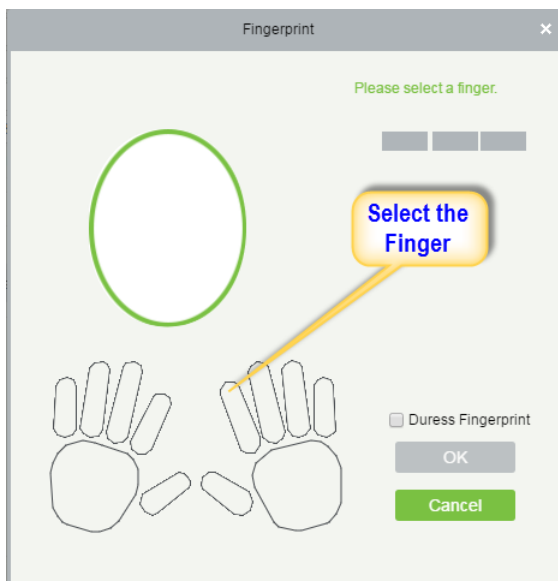 Fingerprint
Please select a finger.
Select the
Finger
Duress Fingerprint
OK
Cancel